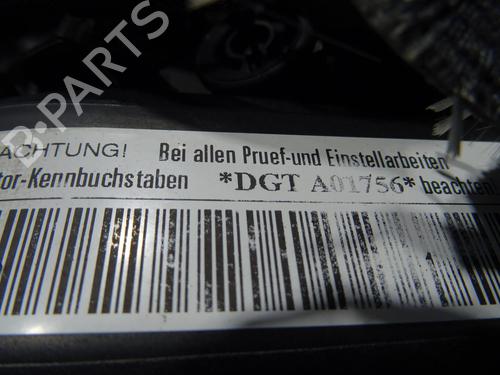 B-PARTS
ACHTUNG! Bei allen Pruef-und Einstellarbeiten
tor-Kennbuchstaben *DGT A01756* beachten